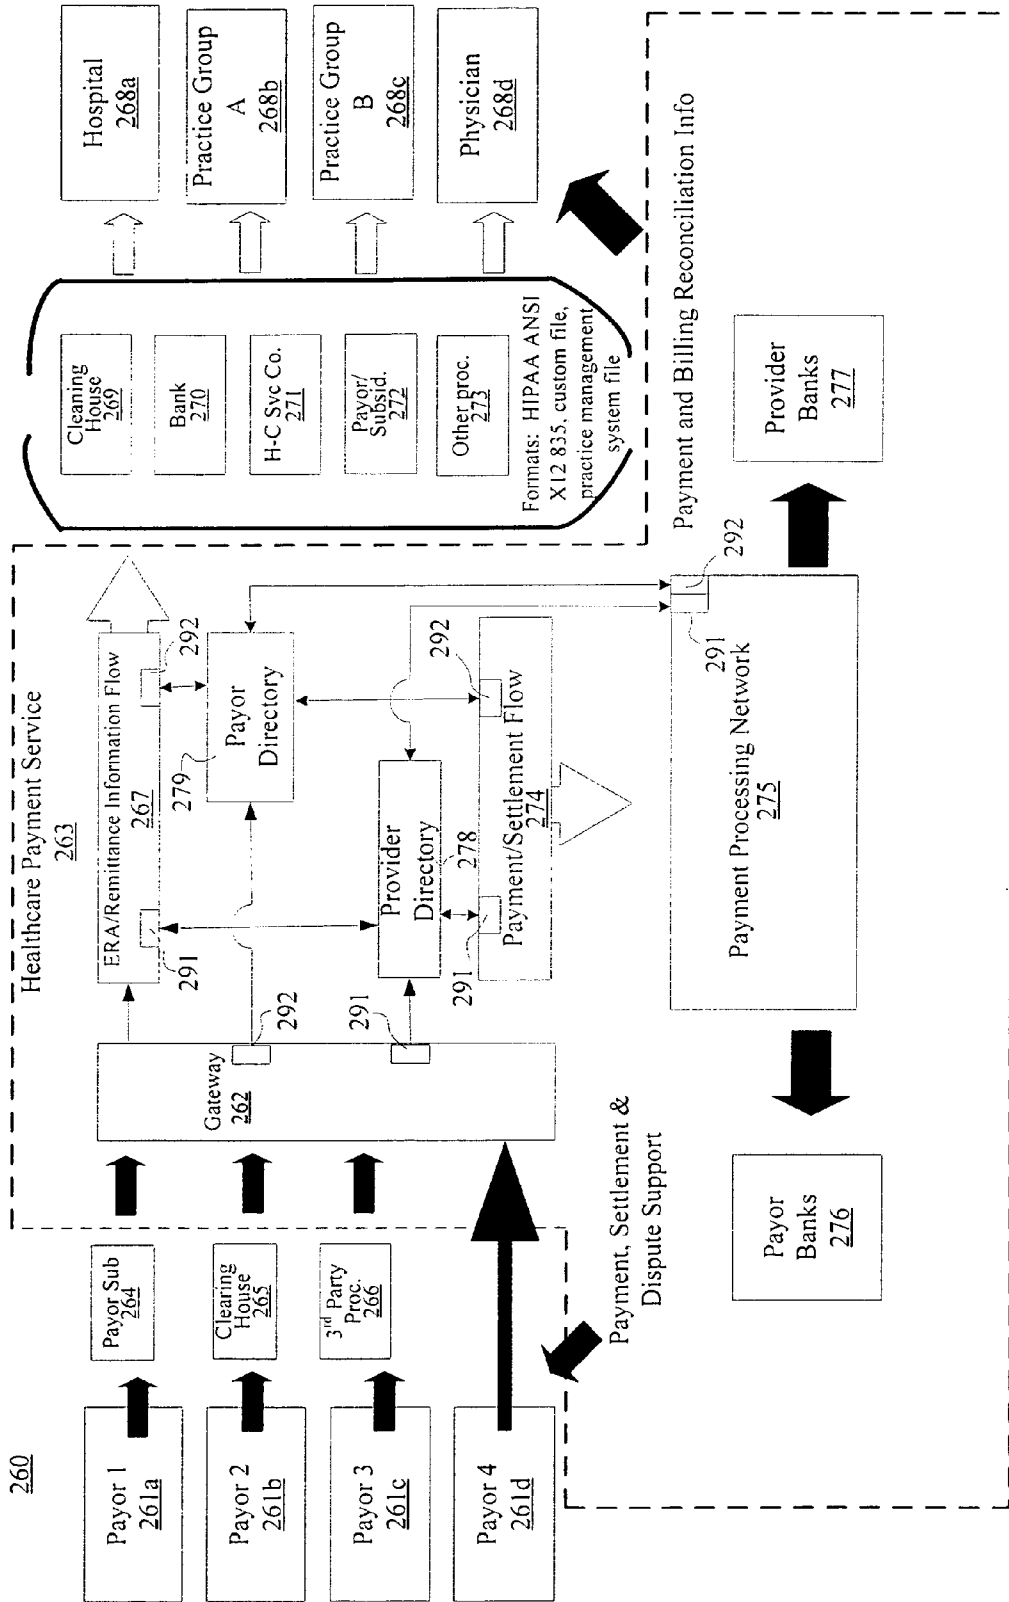 260
Payor 1
261a
Payor 2
261b
Payor 3
261c
Payor 4
261d
Payor Sub
264
Clearing
House
265
3rd Party
Proc.
266
Payment, Settlement &
Dispute Support
Healthcare Payment Service
263
Gateway
262
292
291
ERA/Remittance Information Flow
267
291
292
279
Payor
Directory
Provider
Directory
278
291
292
Payment/Settlement Flow
274
Cleaning
House
269
Bank
270
H-C Svc Co.
271
Payor/
Subsid.
272
Other proc.
273
Formats: HIPAA ANSI
X12 835, custom file,
practice management
system file
Hospital
268a
Practice Group
A
268b
Practice Group
B
268c
Physician
268d
Payment and Billing Reconciliation Info
Payor
Banks
276
291
292
Payment Processing Network
275
Provider
Banks
277